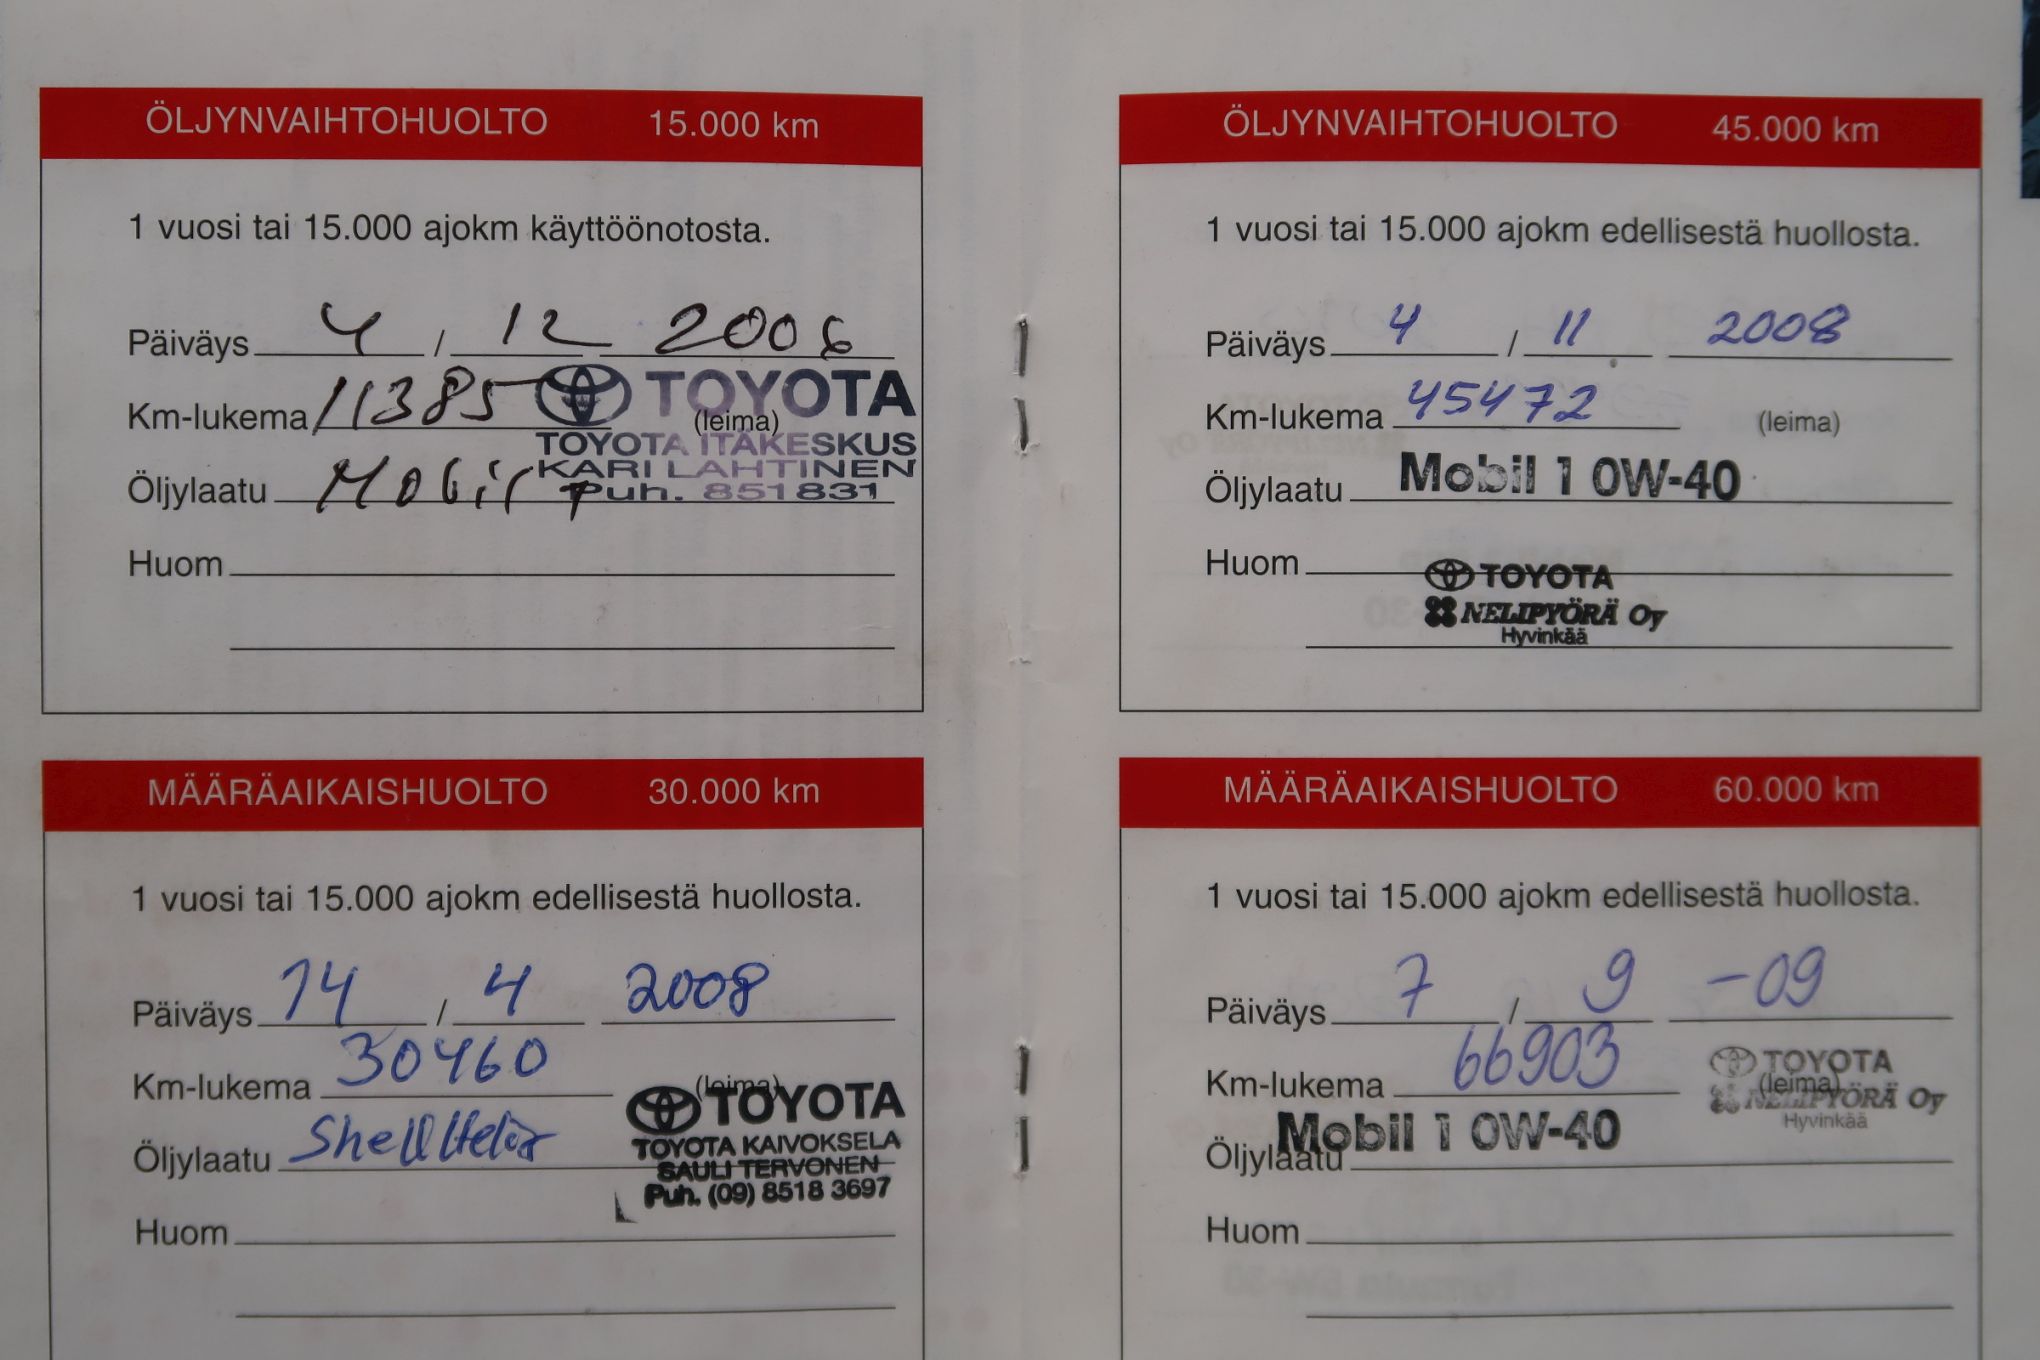 ÖLJYNVAIHTOHUOLTO 15.000 km
1 vuosi tai 15.000 ajokm käyttöönotosta.
Päiväys 4 / 12 2006
Km-lukema 11385 (leima)
TOYOTA
TOYOTA ITÄKESKUS
KARI LAHTINEN
Puh. 851831
Öljylaatu Mobil 1
Huom
MÄÄRÄAIKAISHUOLTO 30.000 km
1 vuosi tai 15.000 ajokm edellisestä huollosta.
Päiväys 14 / 4 2008
Km-lukema 30460 (leima)
TOYOTA
TOYOTA KAIVOKSELA
SAULI TERVONEN
Puh. (09) 8518 3697
Öljylaatu Shell Helix
Huom
ÖLJYNVAIHTOHUOLTO 45.000 km
1 vuosi tai 15.000 ajokm edellisestä huollosta.
Päiväys 4 / 11 2008
Km-lukema 45472 (leima)
Öljylaatu Mobil 1 0W-40
Huom
TOYOTA
NELIPYÖRÄ Oy
Hyvinkää
MÄÄRÄAIKAISHUOLTO 60.000 km
1 vuosi tai 15.000 ajokm edellisestä huollosta.
Päiväys 7 / 9 -09
Km-lukema 66903 (leima)
TOYOTA
NELIPYÖRÄ Oy
Hyvinkää
Öljylaatu Mobil 1 0W-40
Huom